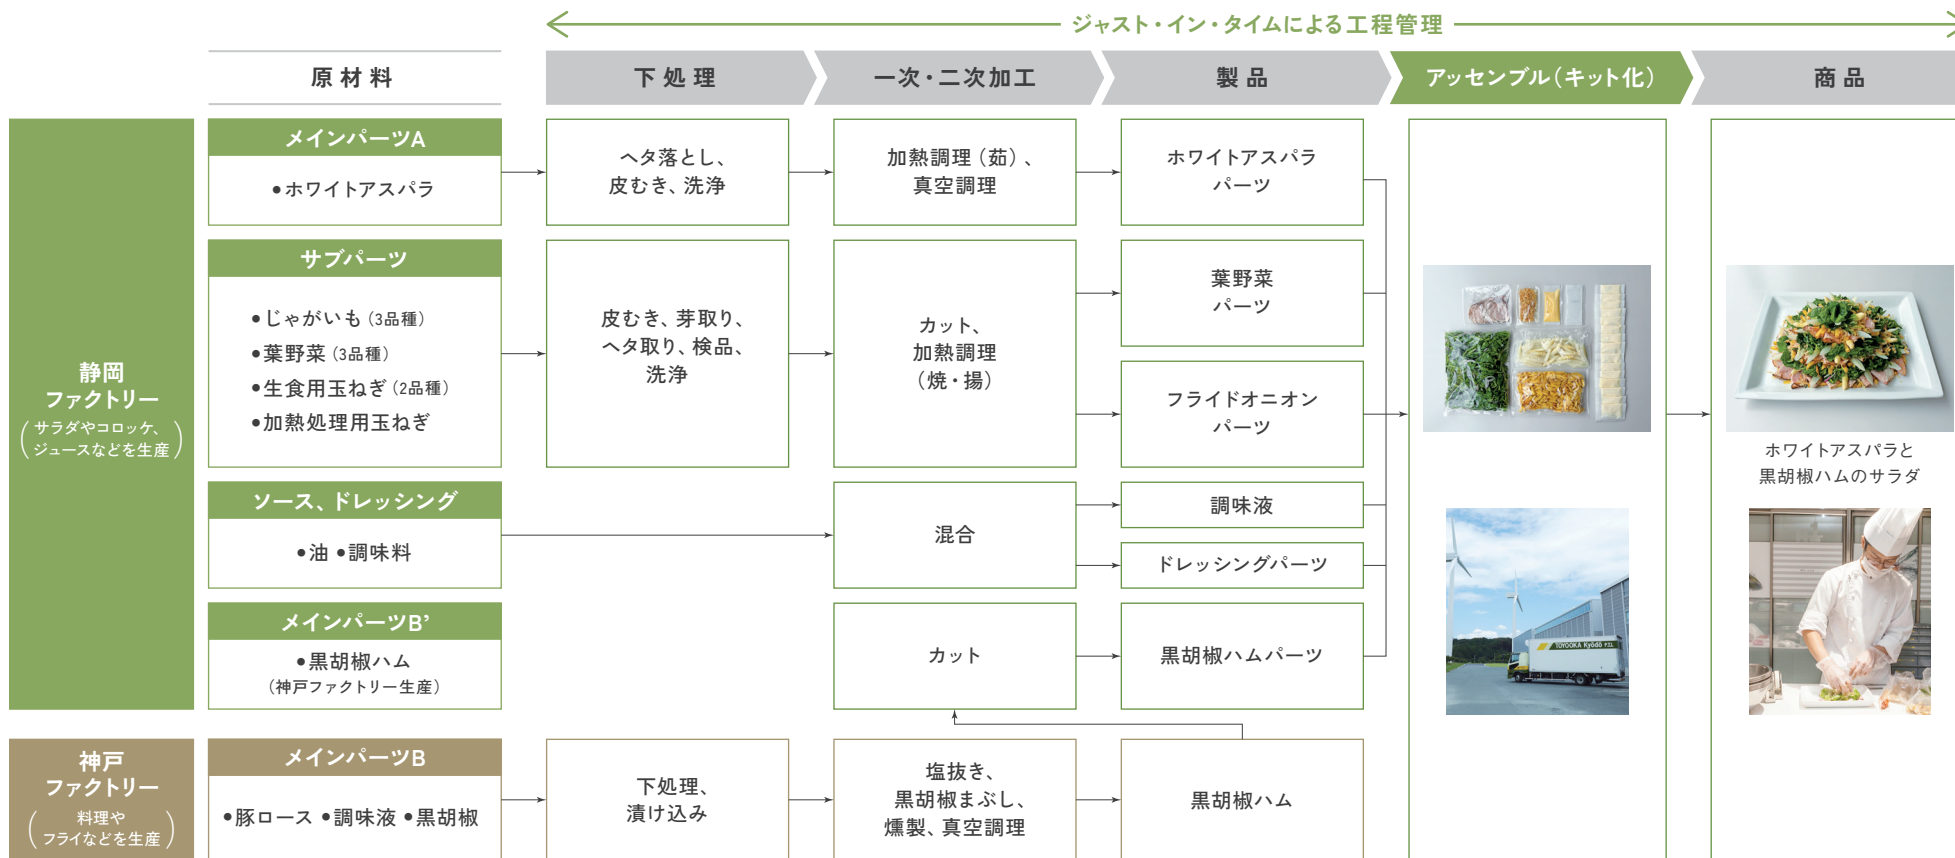 ジャスト・イン・タイムによる工程管理
原材料
下処理
一次・二次加工
製品
アッセンブル（キット化）
商品
静岡
ファクトリー
（サラダやコロッケ、
ジュースなどを生産）
メインパーツA
●ホワイトアスパラ
ヘタ落とし、
皮むき、洗浄
加熱調理（茹）、
真空調理
ホワイトアスパラ
パーツ
サブパーツ
●じゃがいも（3品種）
●葉野菜（3品種）
●生食用玉ねぎ（2品種）
●加熱処理用玉ねぎ
皮むき、芽取り、
ヘタ取り、検品、
洗浄
カット、
加熱調理
（焼・揚）
葉野菜
パーツ
フライドオニオン
パーツ
ソース、ドレッシング
●油 ●調味料
混合
調味液
ドレッシングパーツ
メインパーツB’
●黒胡椒ハム
（神戸ファクトリー生産）
カット
黒胡椒ハムパーツ
神戸
ファクトリー
（料理や
フライなどを生産）
メインパーツB
●豚ロース ●調味液 ●黒胡椒
下処理、
漬け込み
塩抜き、
黒胡椒まぶし、
燻製、真空調理
黒胡椒ハム
TOYOOKA Kyodo P.I.L
ホワイトアスパラと
黒胡椒ハムのサラダ